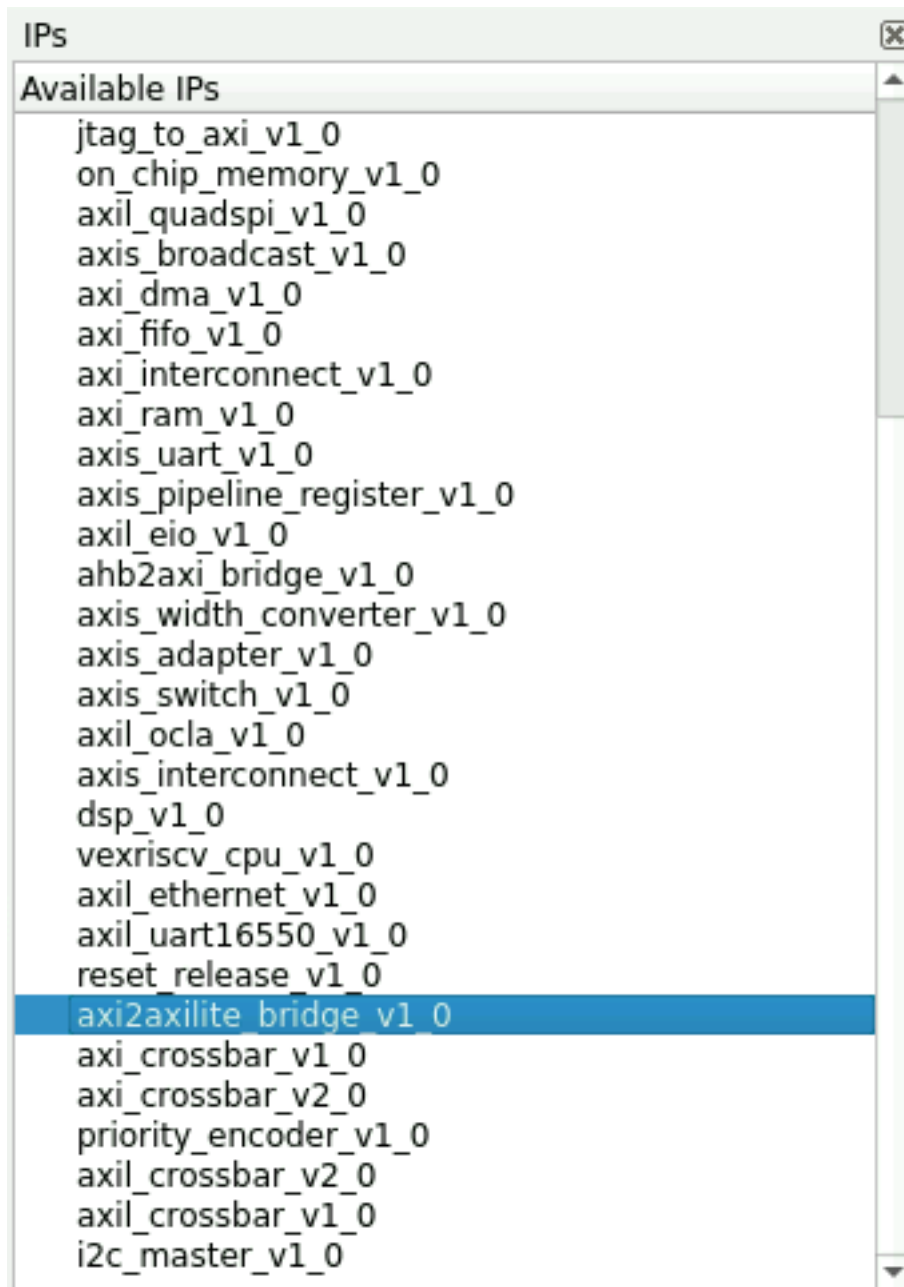 IPs
Available IPs
jtag_to_axi_v1_0
on_chip_memory_v1_0
axil_quadspi_v1_0
axis_broadcast_v1_0
axi_dma_v1_0
axi_fifo_v1_0
axi_interconnect_v1_0
axi_ram_v1_0
axis_uart_v1_0
axis_pipeline_register_v1_0
axil_eio_v1_0
ahb2axi_bridge_v1_0
axis_width_converter_v1_0
axis_adapter_v1_0
axis_switch_v1_0
axil_ocla_v1_0
axis_interconnect_v1_0
dsp_v1_0
vexriscv_cpu_v1_0
axil_ethernet_v1_0
axil_uart16550_v1_0
reset_release_v1_0
axi2axilite_bridge_v1_0
axi_crossbar_v1_0
axi_crossbar_v2_0
priority_encoder_v1_0
axil_crossbar_v2_0
axil_crossbar_v1_0
i2c_master_v1_0